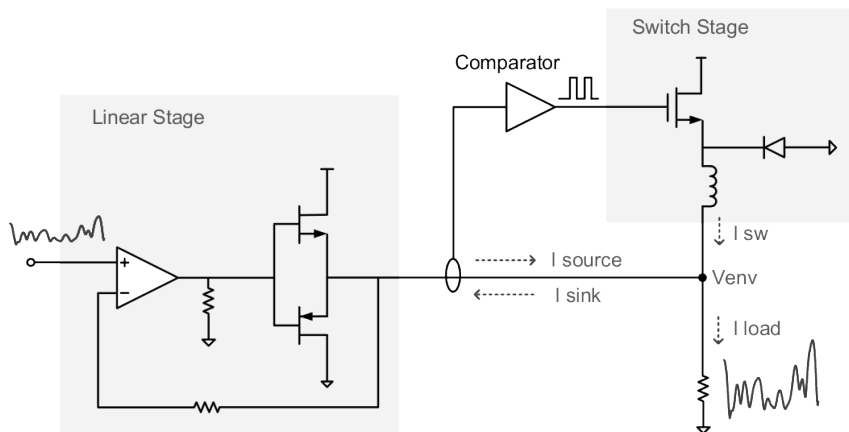 Switch Stage
Comparator
Linear Stage
+
−
I sw
I source
Venv
I sink
I load